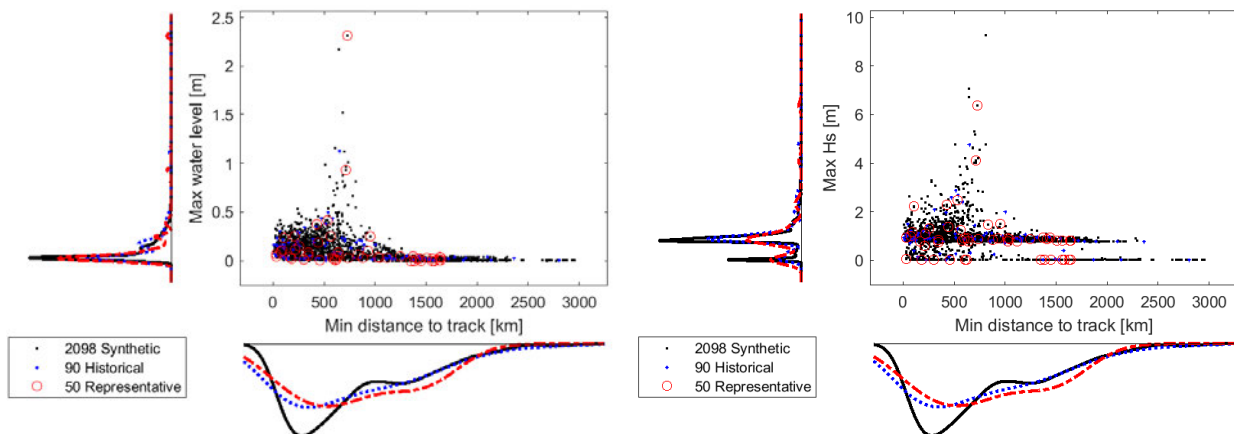 2.5
2
1.5
1
0.5
0
Max water level [m]
0 500 1000 1500 2000 2500 3000
Min distance to track [km]
2098 Synthetic
90 Historical
50 Representative
10
8
6
4
2
0
Max Hs [m]
0 500 1000 1500 2000 2500 3000
Min distance to track [km]
2098 Synthetic
90 Historical
50 Representative